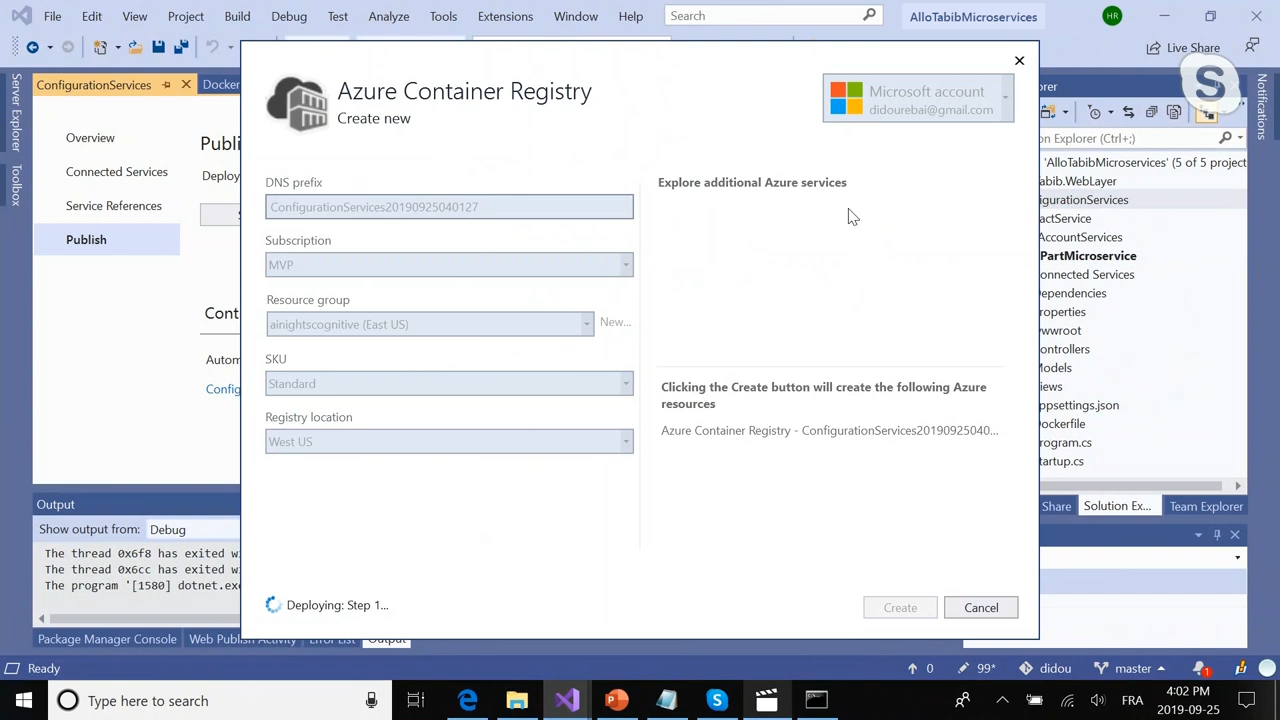 File Edit View Project Build Debug Test Analyze Tools Extensions Window Help Search AlloTabibMicroservices HR
Live Share
ConfigurationServices
Docker
Server Explorer
Toolbox
Notifications
Overview
Connected Services
Service References
Publish
Azure Container Registry
Create new
Microsoft account
didourebai@gmail.com
DNS prefix
ConfigurationServices20190925040127
Subscription
MVP
Resource group
ainightscognitive (East US)
New...
SKU
Standard
Registry location
West US
Explore additional Azure services
Clicking the Create button will create the following Azure
resources
Azure Container Registry - ConfigurationServices20190925040...
Deploying: Step 1...
Create
Cancel
Explorer (Ctrl+;)
'AlloTabibMicroservices' (5 of 5 project
Tabib.WebLayer
gurationServices
actService
AccountServices
PartMicroservice
onnected Services
ependencies
roperties
wwroot
ontrollers
Models
iews
ppsettings.json
ockerfile
rogram.cs
tartup.cs
Share
Solution Ex...
Team Explorer
Output
Show output from: Debug
The thread 0x6f8 has exited wi
The thread 0x6cc has exited wi
The program '[1580] dotnet.exe
Package Manager Console
Web Publish Activity
Error List
Output
Ready
0
99*
didou
master
1
Type here to search
FRA
4:02 PM
2019-09-25